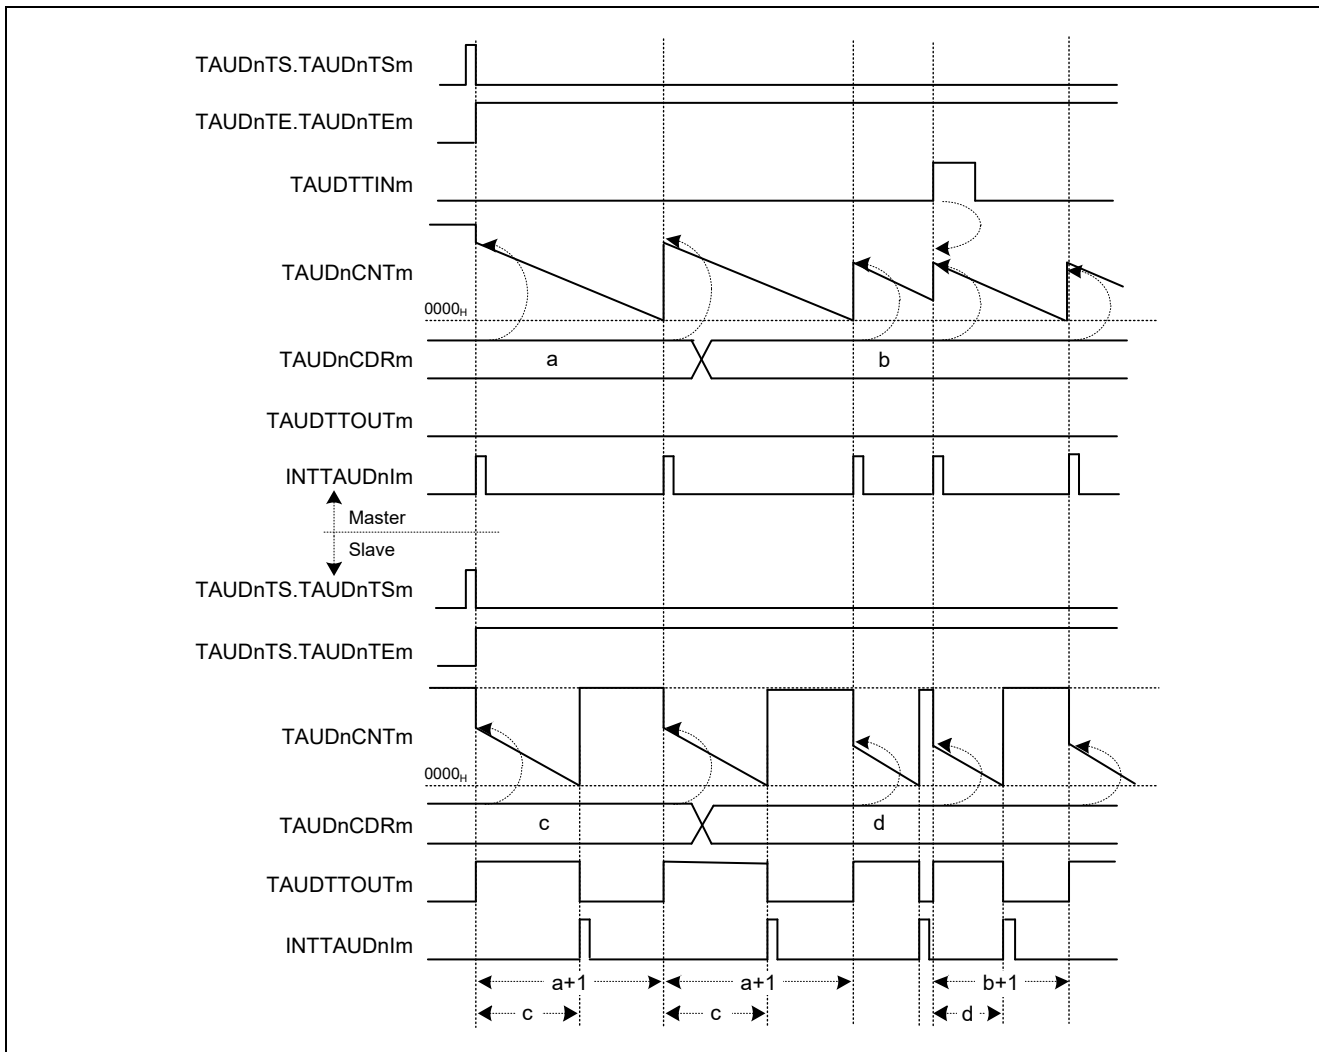 TAUDnTS.TAUDnTSm
TAUDnTE.TAUDnTEm
TAUDTTINm
TAUDnCNTm
0000H
TAUDnCDRm
a
b
TAUDTTOUTm
INTTAUDnIm
Master
Slave
TAUDnTS.TAUDnTSm
TAUDnTS.TAUDnTEm
TAUDnCNTm
0000H
TAUDnCDRm
c
d
TAUDTTOUTm
INTTAUDnIm
a+1 a+1 b+1
c c d